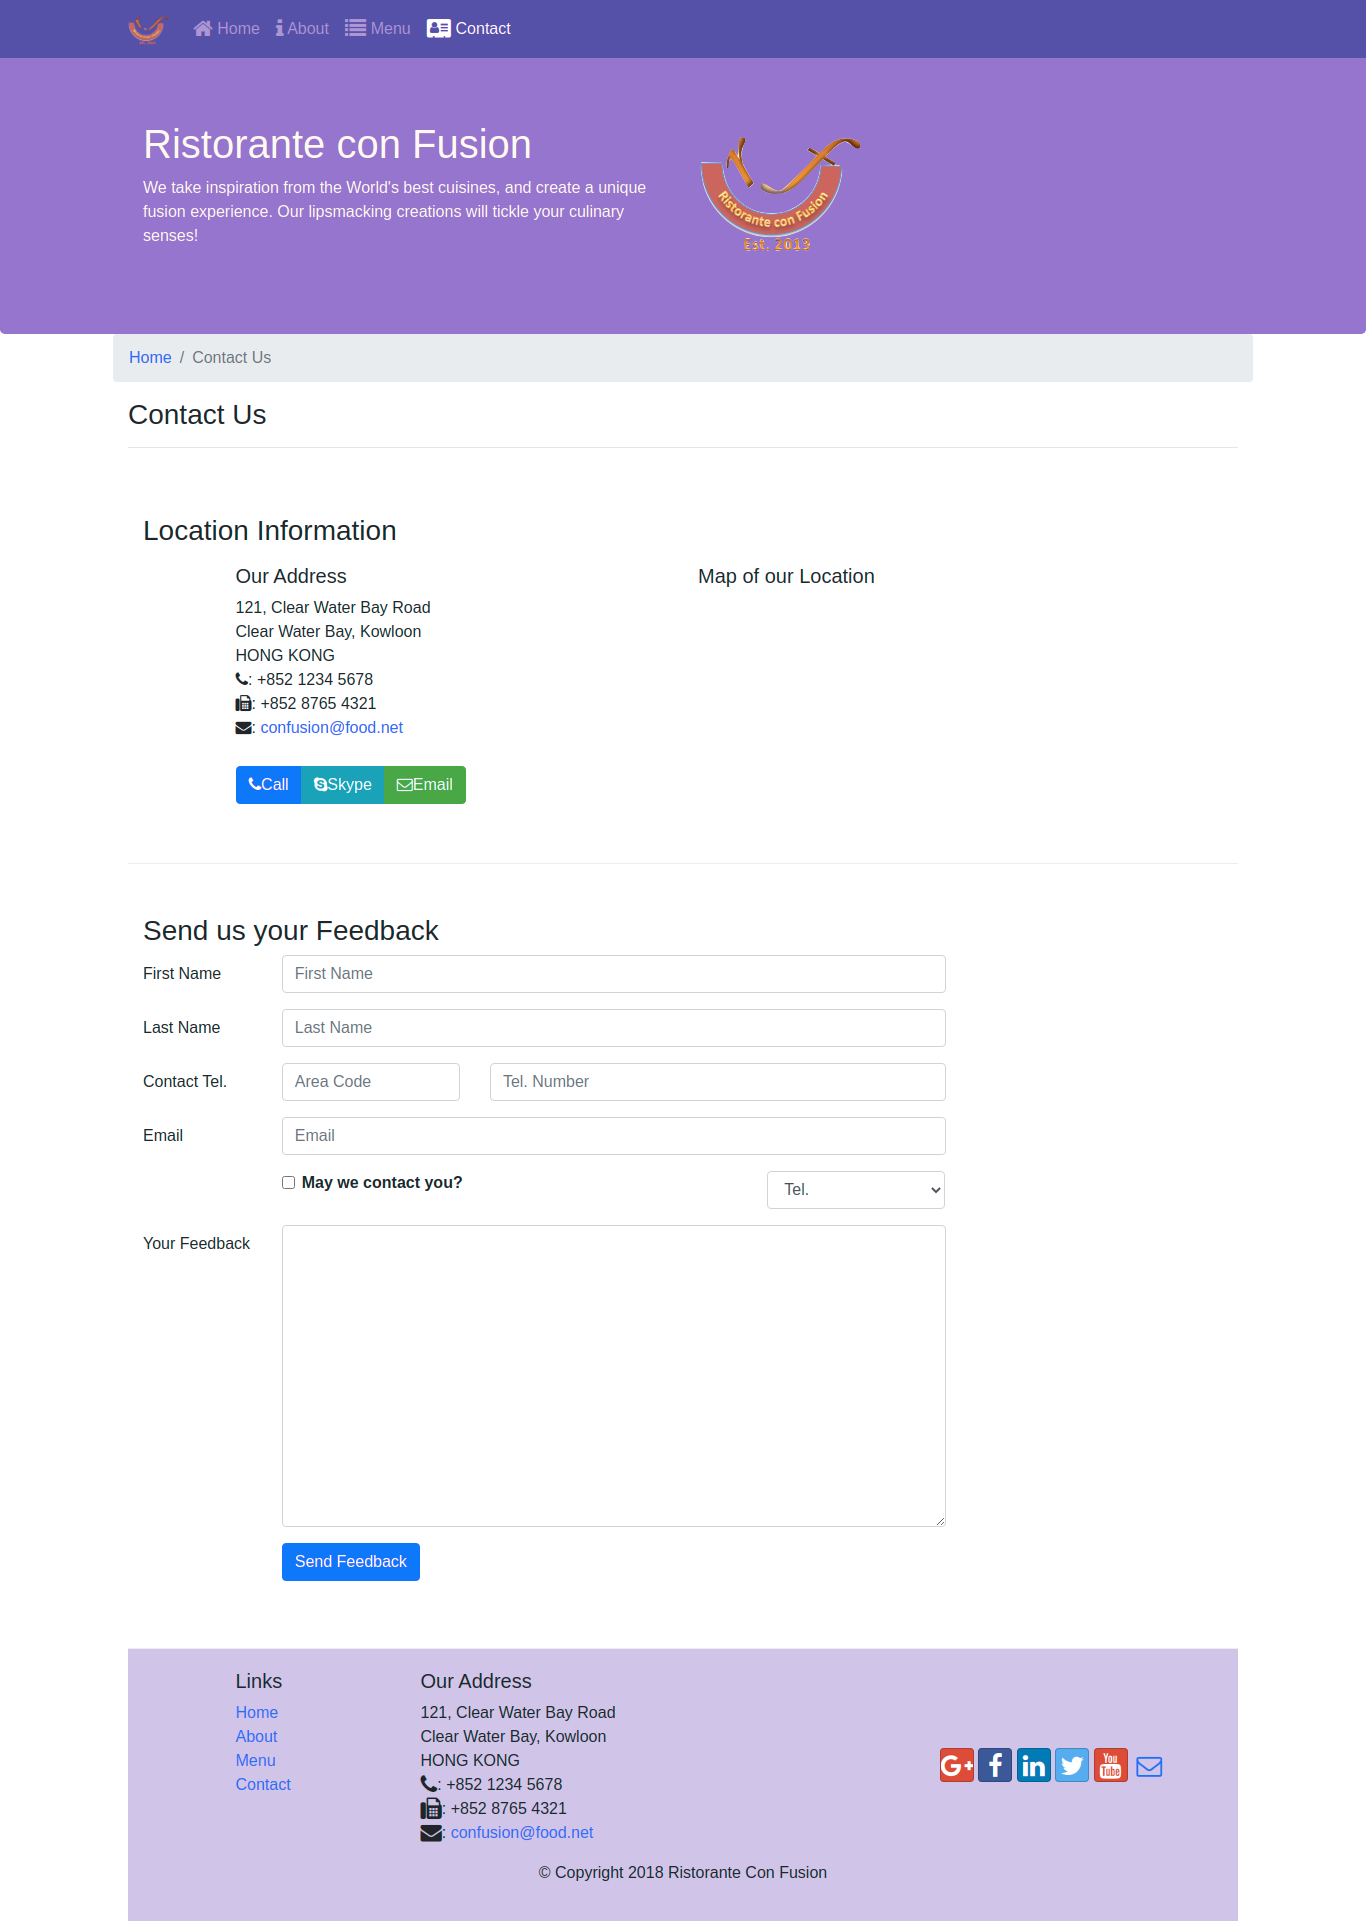 Home About Menu Contact
Ristorante con Fusion
We take inspiration from the World's best cuisines, and create a unique
fusion experience. Our lipsmacking creations will tickle your culinary
senses!
Ristorante con Fusion
Est. 2013
Home / Contact Us
Contact Us
Location Information
Our Address
121, Clear Water Bay Road
Clear Water Bay, Kowloon
HONG KONG
: +852 1234 5678
: +852 8765 4321
: confusion@food.net
Call Skype Email
Map of our Location
Send us your Feedback
First Name First Name
Last Name Last Name
Contact Tel. Area Code Tel. Number
Email Email
May we contact you? Tel.
Your Feedback
Send Feedback
Links
Home
About
Menu
Contact
Our Address
121, Clear Water Bay Road
Clear Water Bay, Kowloon
HONG KONG
: +852 1234 5678
: +852 8765 4321
: confusion@food.net
G+ f in You Tube
© Copyright 2018 Ristorante Con Fusion